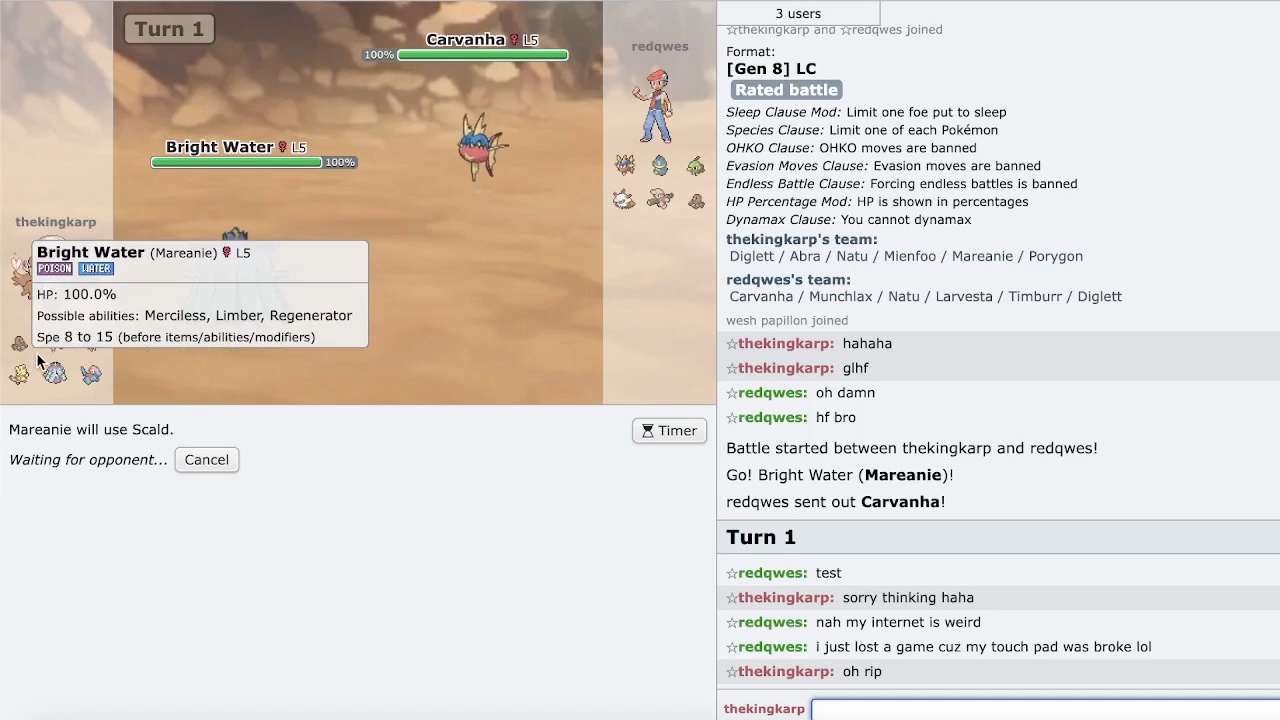 Turn 1
Carvanha L5
100%
redqwes
Bright Water L5
100%
thekingkarp
Bright Water (Mareanie) L5
POISON WATER
HP: 100.0%
Possible abilities: Merciless, Limber, Regenerator
Spe 8 to 15 (before items/abilities/modifiers)
Mareanie will use Scald.
Timer
Waiting for opponent... Cancel
3 users
☆thekingkarp and ☆redqwes joined
Format:
[Gen 8] LC
Rated battle
Sleep Clause Mod: Limit one foe put to sleep
Species Clause: Limit one of each Pokémon
OHKO Clause: OHKO moves are banned
Evasion Moves Clause: Evasion moves are banned
Endless Battle Clause: Forcing endless battles is banned
HP Percentage Mod: HP is shown in percentages
Dynamax Clause: You cannot dynamax
thekingkarp's team:
Diglett / Abra / Natu / Mienfoo / Mareanie / Porygon
redqwes's team:
Carvanha / Munchlax / Natu / Larvesta / Timburr / Diglett
wesh papillon joined
☆thekingkarp: hahaha
☆thekingkarp: glhf
☆redqwes: oh damn
☆redqwes: hf bro
Battle started between thekingkarp and redqwes!
Go! Bright Water (Mareanie)!
redqwes sent out Carvanha!
Turn 1
☆redqwes: test
☆thekingkarp: sorry thinking haha
☆redqwes: nah my internet is weird
☆redqwes: i just lost a game cuz my touch pad was broke lol
☆thekingkarp: oh rip
thekingkarp